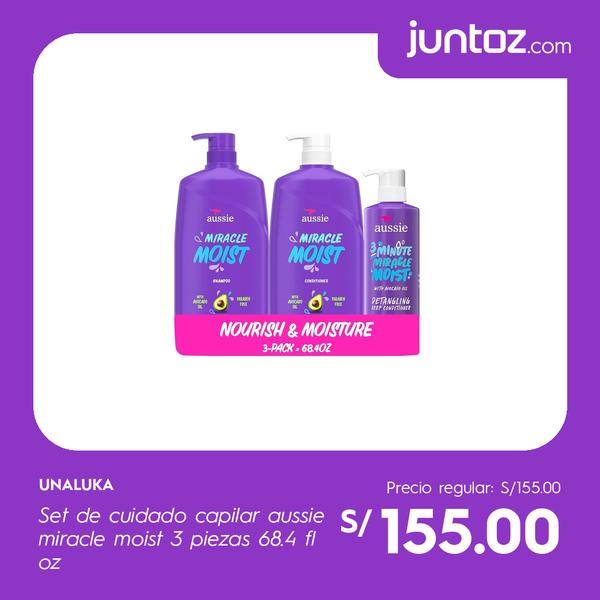 juntoz.com
aussie
MIRACLE
MOIST
SHAMPOO
WITH
AVOCADO
OIL
PARABEN
FREE
aussie
MIRACLE
MOIST
CONDITIONER
WITH
AVOCADO
OIL
PARABEN
FREE
aussie
3 MINUTE
MIRACLE
MOIST
WITH AVOCADO OIL
DETANGLING
DEEP CONDITIONER
NOURISH & MOISTURE
3-PACK = 68.4OZ
UNALUKA
Set de cuidado capilar aussie
miracle moist 3 piezas 68.4 fl
oz
Precio regular: S/155.00
S/ 155.00